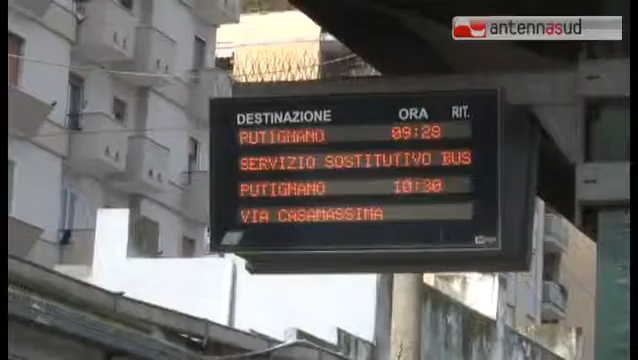 antennasud
DESTINAZIONE ORA RIT.
PUTIGNANO 09:28
SERVIZIO SOSTITUTIVO BUS
PUTIGNANO 10:30
VIA CASAMASSIMA